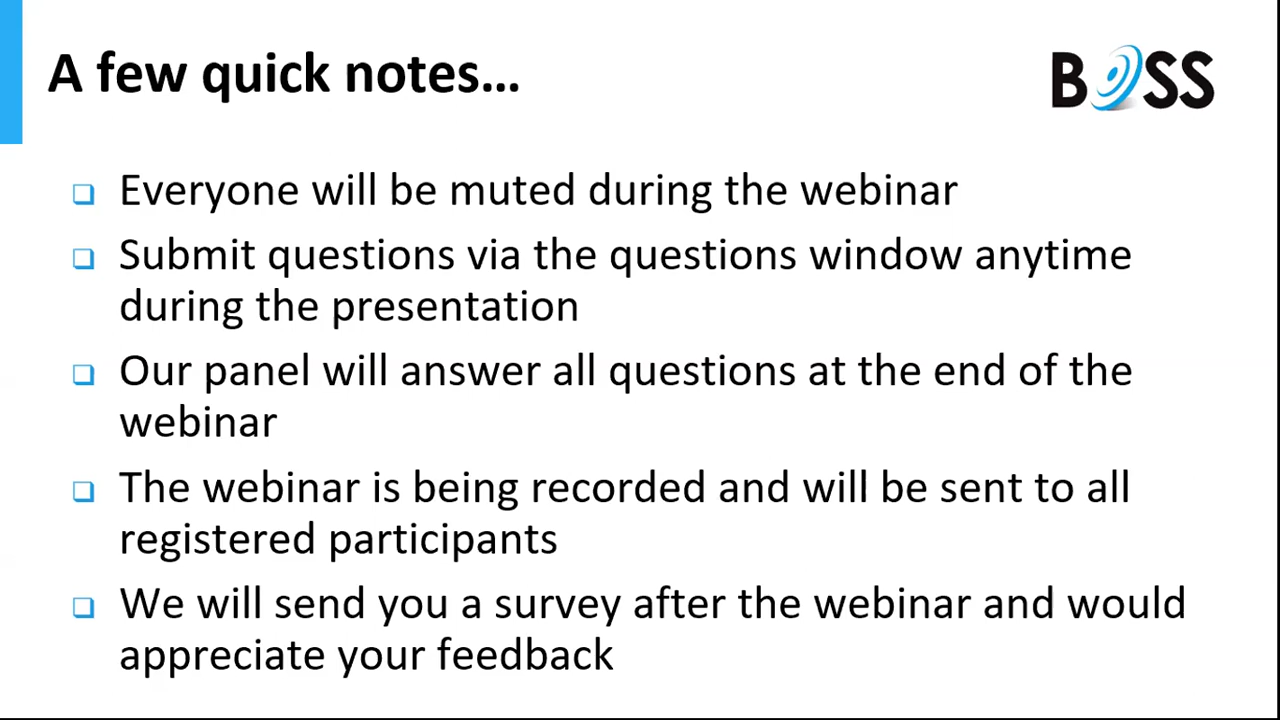 A few quick notes...
BOSS
Everyone will be muted during the webinar
Submit questions via the questions window anytime
during the presentation
Our panel will answer all questions at the end of the
webinar
The webinar is being recorded and will be sent to all
registered participants
We will send you a survey after the webinar and would
appreciate your feedback